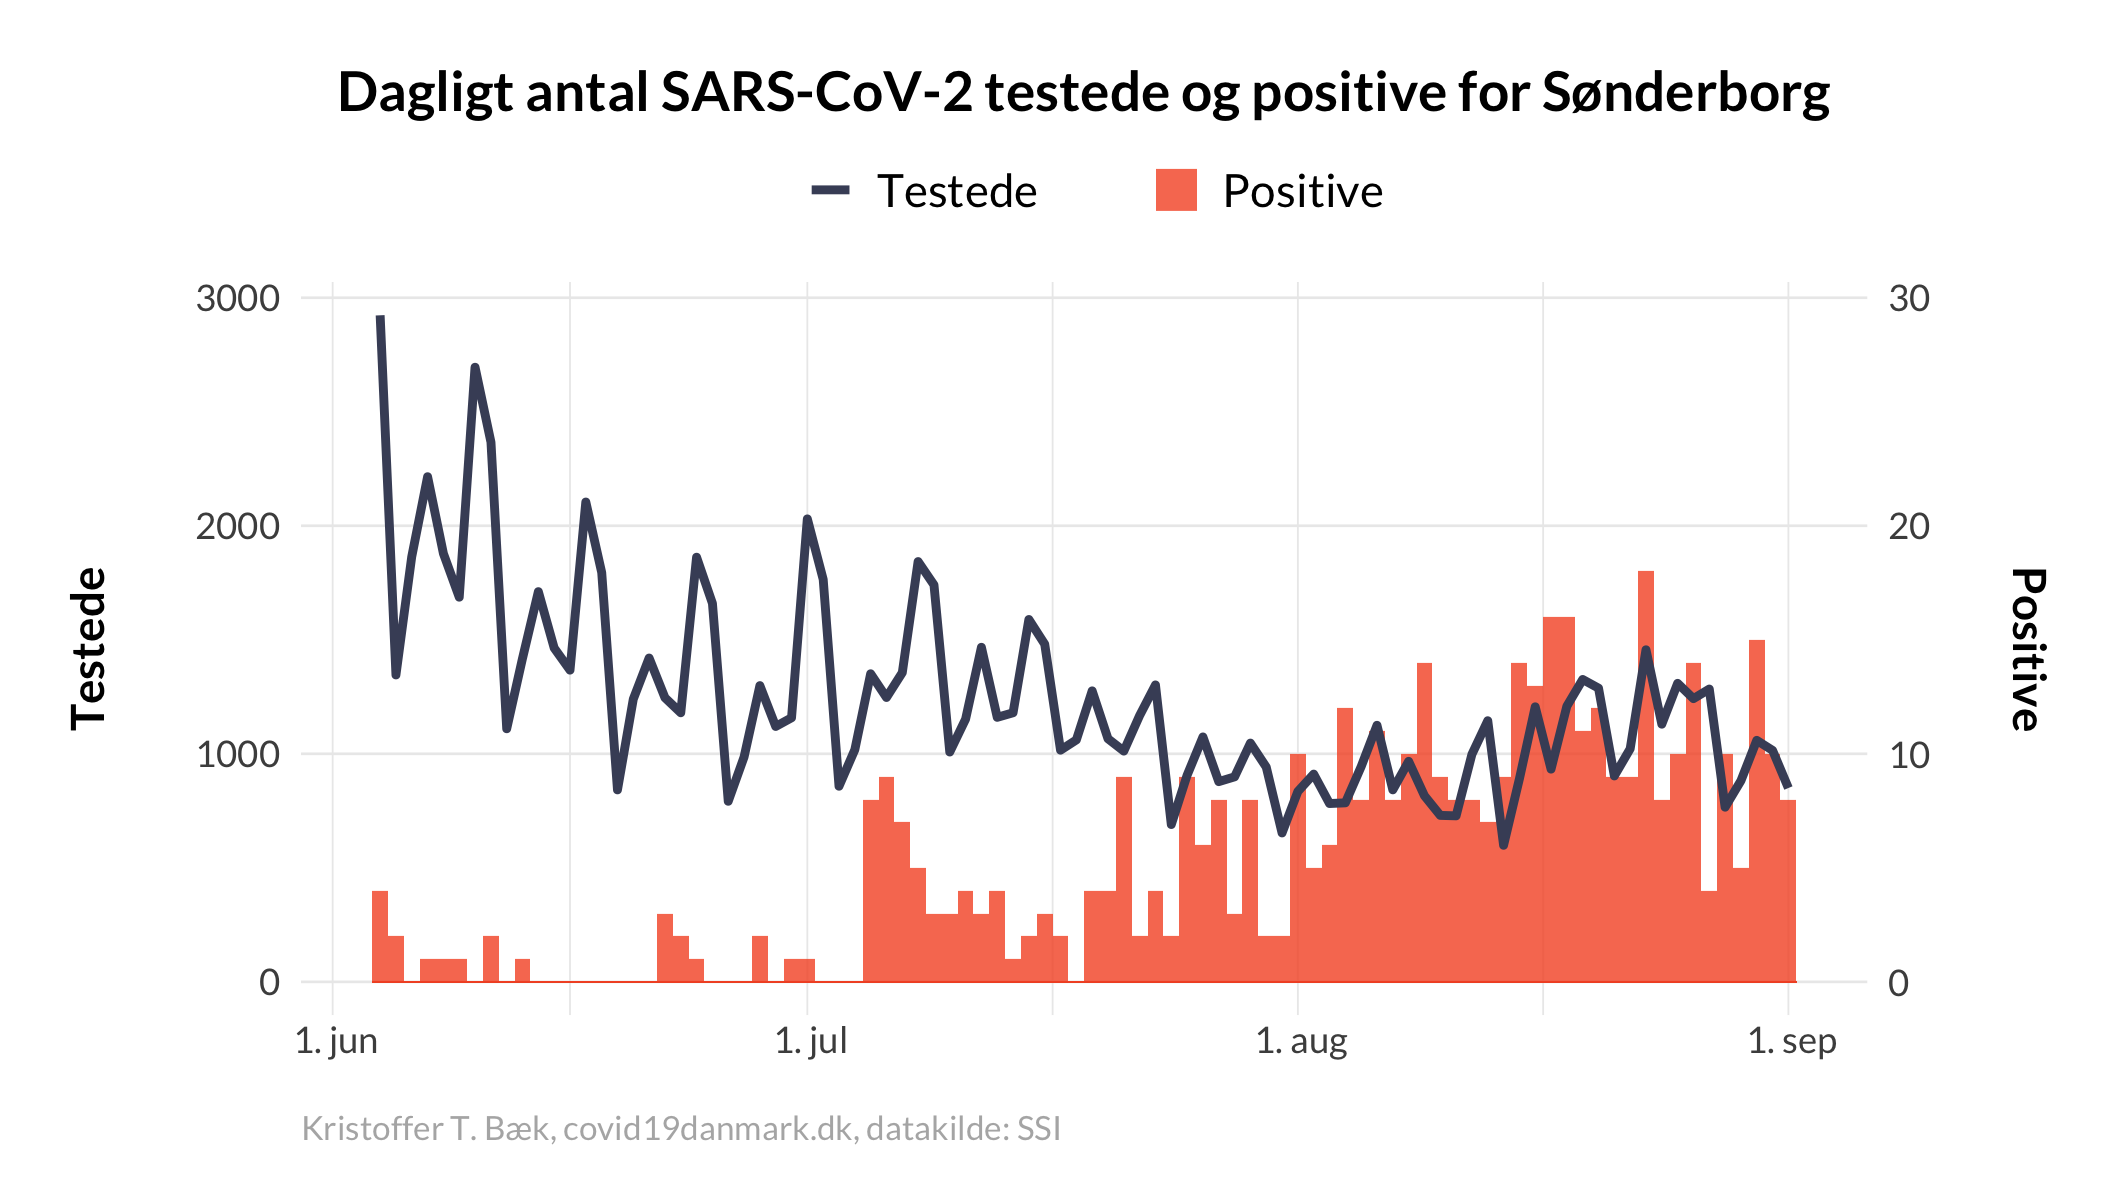 Dagligt antal SARS-CoV-2 testede og positive for Sønderborg
Testede Positive
3000 30
2000 20
1000 10
0 0
Testede
Positive
1. jun 1. jul 1. aug 1. sep
Kristoffer T. Bæk, covid19danmark.dk, datakilde: SSI